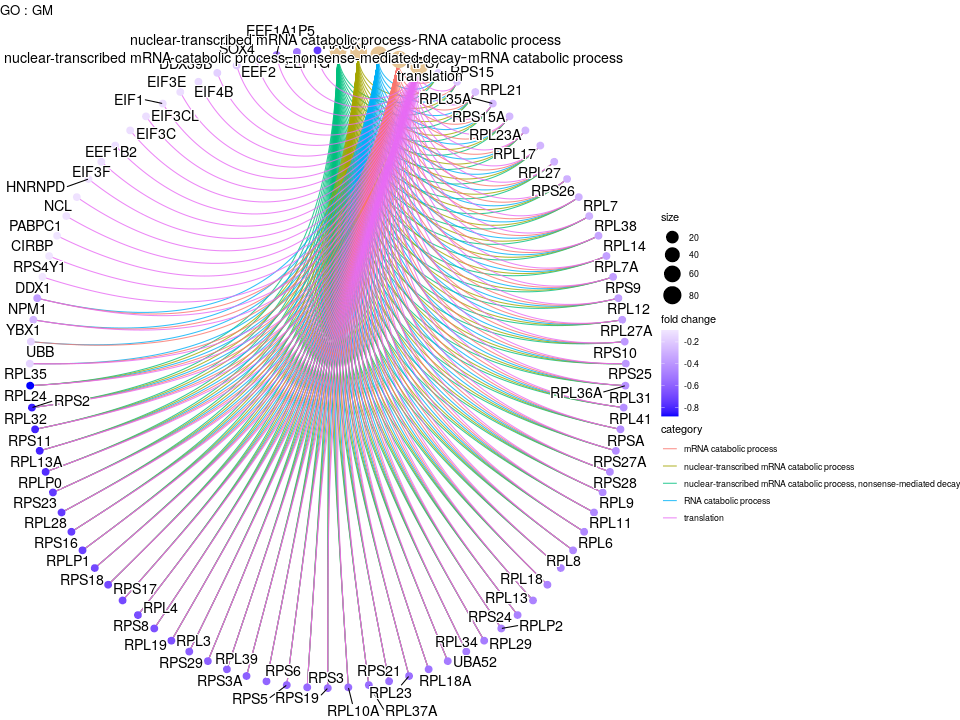 GO : GM
EEF1A1P5
nuclear-transcribed mRNA catabolic process
RNA catabolic process
SOX4
RACK1
nuclear-transcribed mRNA catabolic process, nonsense-mediated decay
mRNA catabolic process
DDX39B
EEF1G
EEF2
translation
RPS15
EIF3E
EIF4B
RPL21
RPL35A
EIF1
EIF3CL
RPS15A
EIF3C
RPL23A
EEF1B2
RPL17
EIF3F
RPL27
HNRNPD
RPS26
NCL
RPL7
PABPC1
RPL38
CIRBP
RPL14
RPS4Y1
RPL7A
DDX1
RPS9
NPM1
RPL12
YBX1
RPL27A
UBB
RPS10
RPL35
RPS25
RPL24
RPS2
RPL36A
RPL31
RPL32
RPL41
RPS11
RPSA
RPL13A
RPS27A
RPLP0
RPS28
RPS23
RPL9
RPL28
RPL11
RPS16
RPL6
RPLP1
RPL8
RPS18
RPL18
RPS17
RPL13
RPL4
RPS24
RPS8
RPLP2
RPL19
RPL3
RPL34
RPL29
RPS29
RPL39
UBA52
RPS3A
RPS6
RPS3
RPS21
RPL18A
RPS5
RPS19
RPL23
RPL10A
RPL37A
size
20
40
60
80
fold change
-0.2
-0.4
-0.6
-0.8
category
mRNA catabolic process
nuclear-transcribed mRNA catabolic process
nuclear-transcribed mRNA catabolic process, nonsense-mediated decay
RNA catabolic process
translation